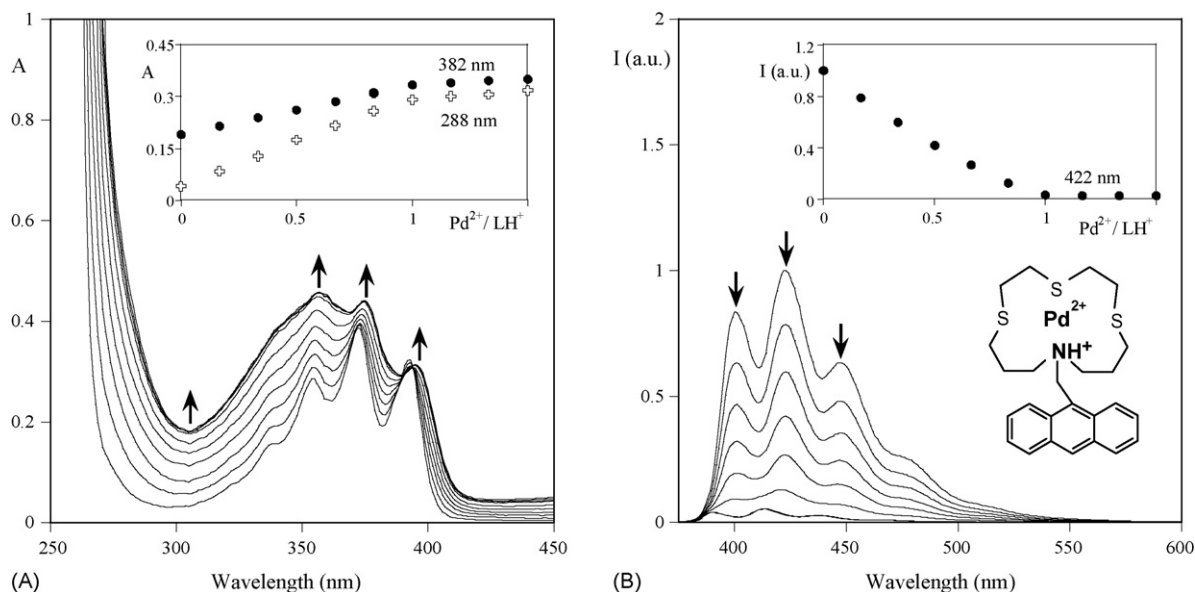 1
A
0.8
0.6
0.4
0.2
0
250
300
350
400
450
Wavelength (nm)
(A)
0.45
A
0.3
0.15
0
382 nm
288 nm
0
0.5
1
Pd²⁺/ LH⁺
2
I (a.u.)
1.5
1
0.5
0
400
450
500
550
600
Wavelength (nm)
(B)
1.2
I (a.u.)
0.8
0.4
0
422 nm
0
0.5
1
Pd²⁺/ LH⁺
S
S
Pd²⁺
S
NH⁺